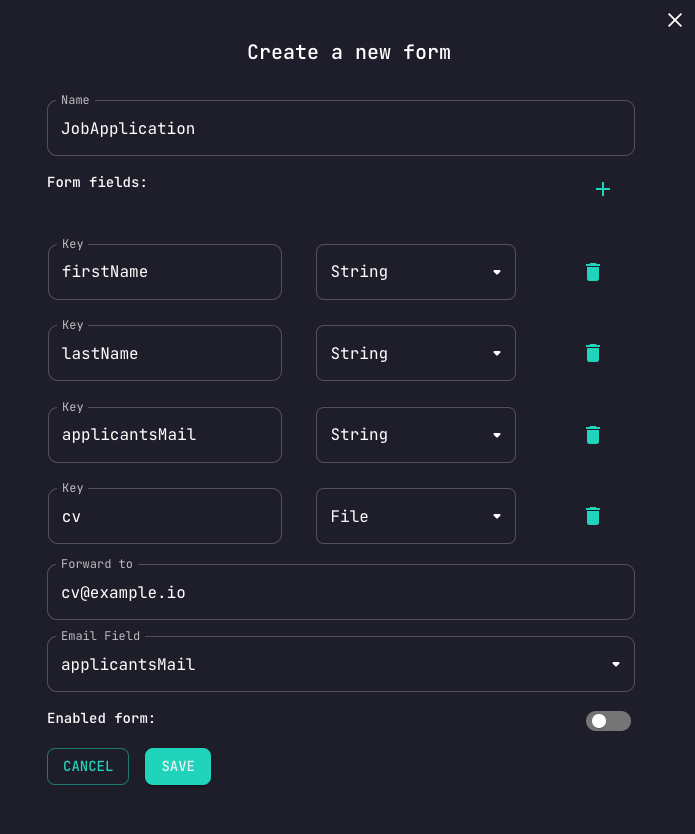 Create a new form
Name
JobApplication
Form fields:
Key
firstName
String
Key
lastName
String
Key
applicantsMail
String
Key
cv
File
Forward to
cv@example.io
Email Field
applicantsMail
Enabled form:
CANCEL SAVE